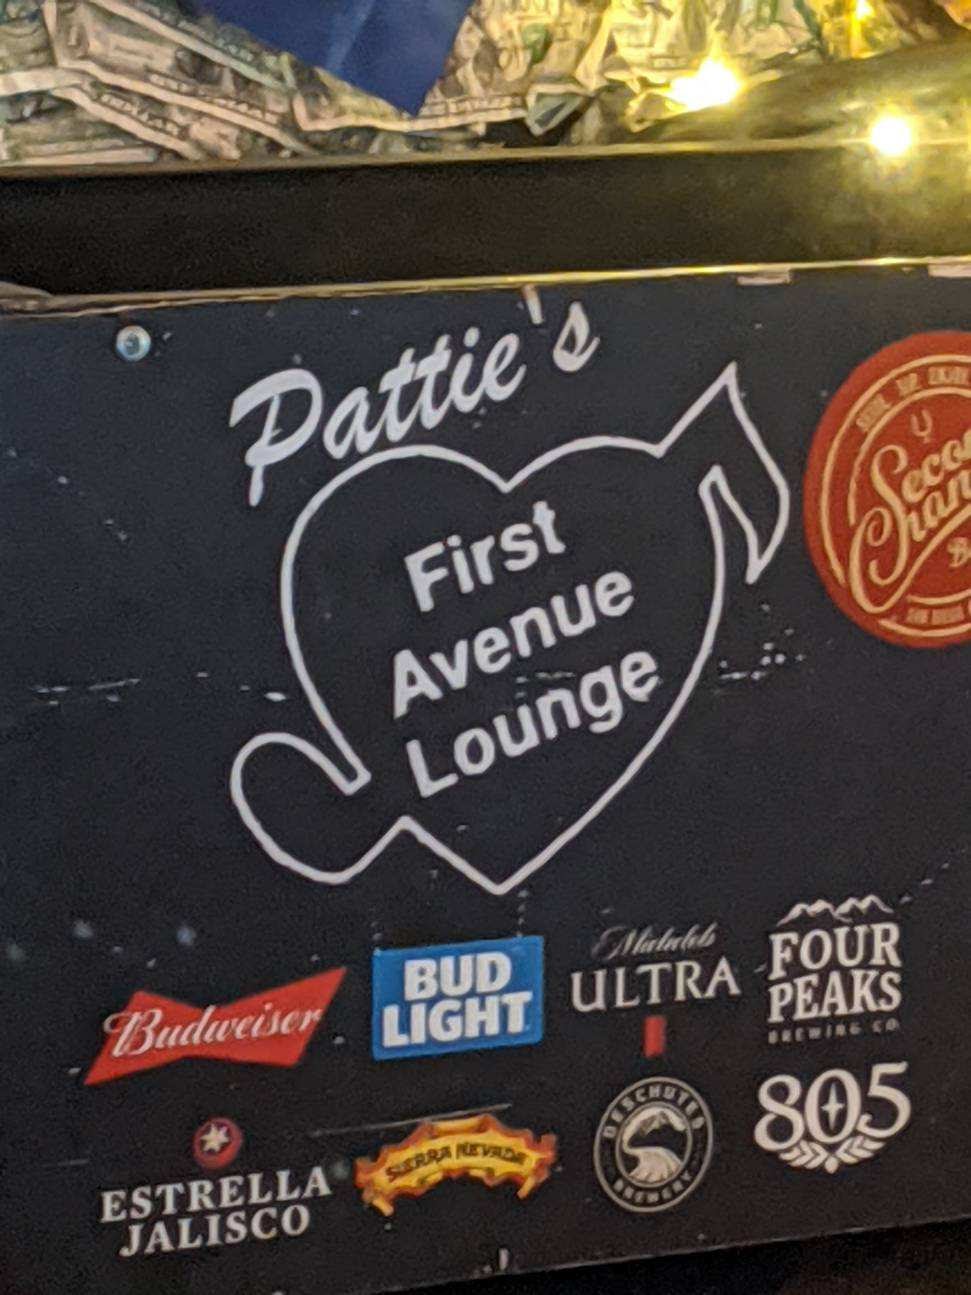 Pattie's
First
Avenue
Lounge
Budweiser
BUD
LIGHT
Michelob
ULTRA
FOUR
PEAKS
BREWING CO
ESTRELLA
JALISCO
SIERRA NEVADA
DESCHUTES
BREWERY
805